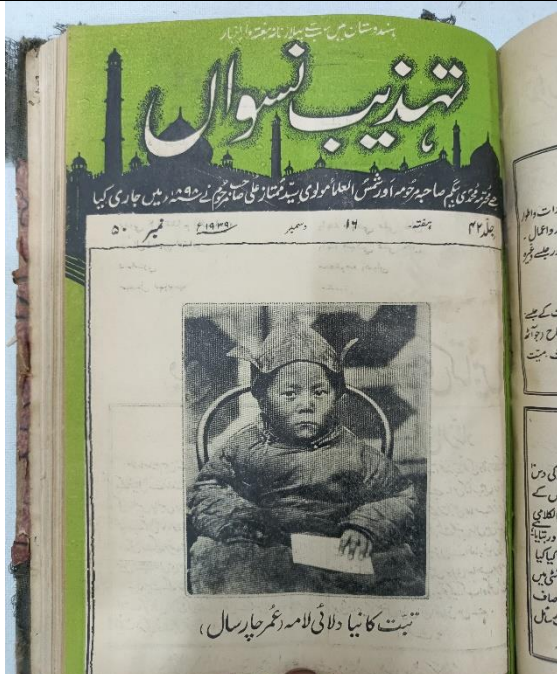 ہندوستان میں سب سے پہلا زنانہ ہفتہ وار اخبار
تہذیب نسواں
جسے محترمہ محمدی بیگم صاحبہ مرحومہ اور شمس العلماء مولوی سید ممتاز علی صاحب مرحوم نے ۱۸۹۸ء میں جاری کیا
جلد ۴۲ ہفتہ ۱۶ دسمبر ۱۹۳۹ء نمبر ۵۰
تبت کا نیا دلائی لامہ (عمر چار سال)